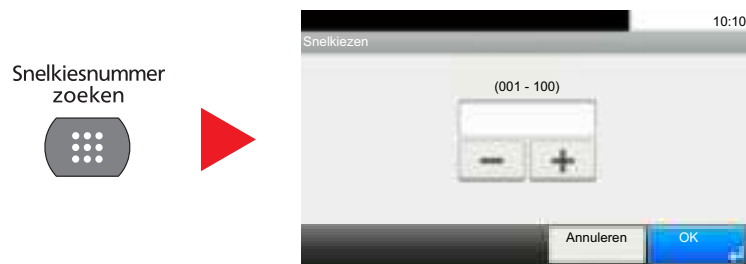 Snelkiesnummer
zoeken
10:10
Snelkiezen
(001 - 100)
Annuleren
OK